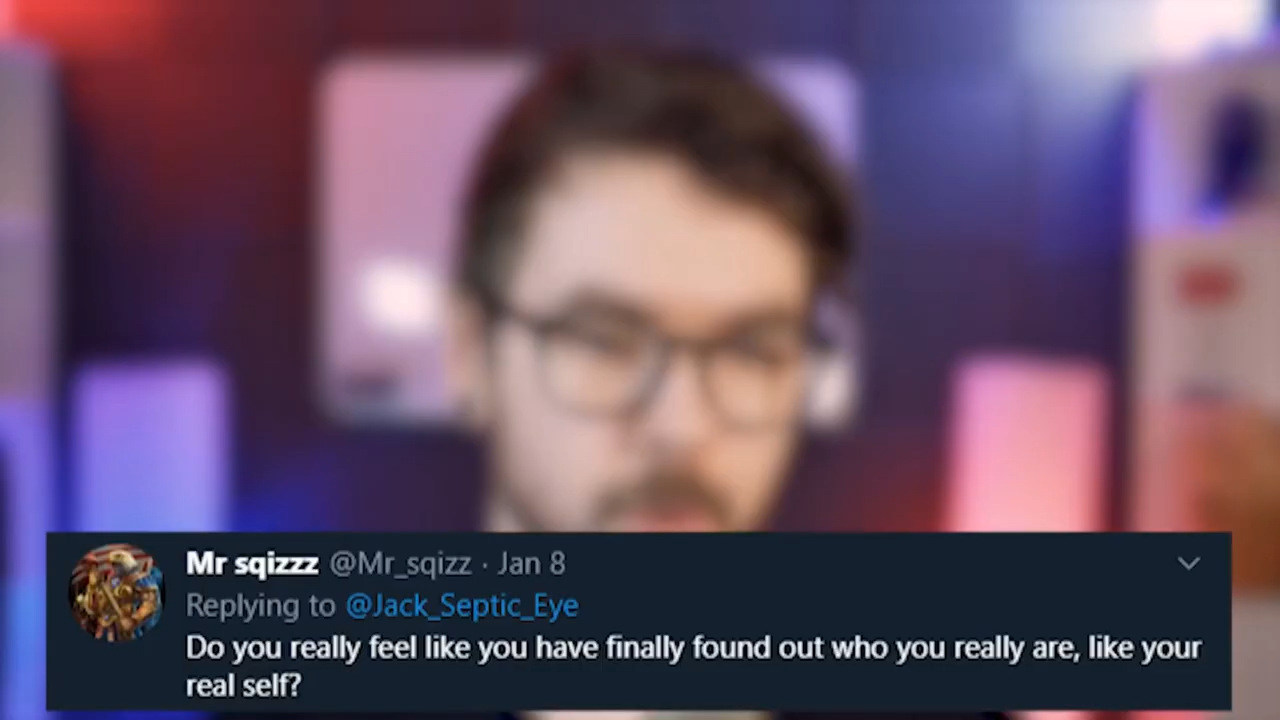 Mr sqizzz @Mr_sqizz · Jan 8
Replying to @Jack_Septic_Eye
Do you really feel like you have finally found out who you really are, like your
real self?